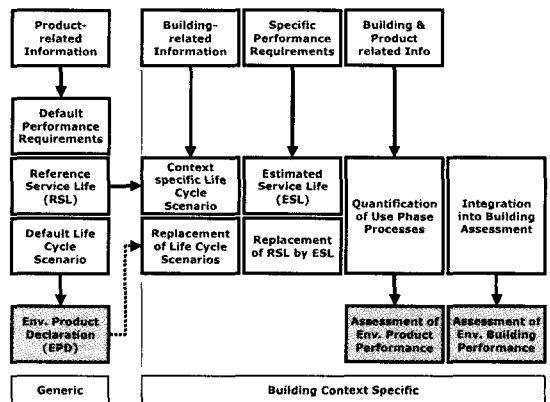 Product-
related
Information
Building-
related
Information
Specific
Performance
Requirements
Building &
Product
related Info
Default
Performance
Requirements
Reference
Service Life
(RSL)
Context
specific Life
Cycle
Scenario
Estimated
Service Life
(ESL)
Quantification
of Use Phase
Processes
Integration
into Building
Assessment
Default Life
Cycle
Scenario
Replacement
of Life Cycle
Scenarios
Replacement
of RSL by ESL
Env. Product
Declaration
(EPD)
Assessment of
Env. Product
Performance
Assessment of
Env. Building
Performance
Generic
Building Context Specific